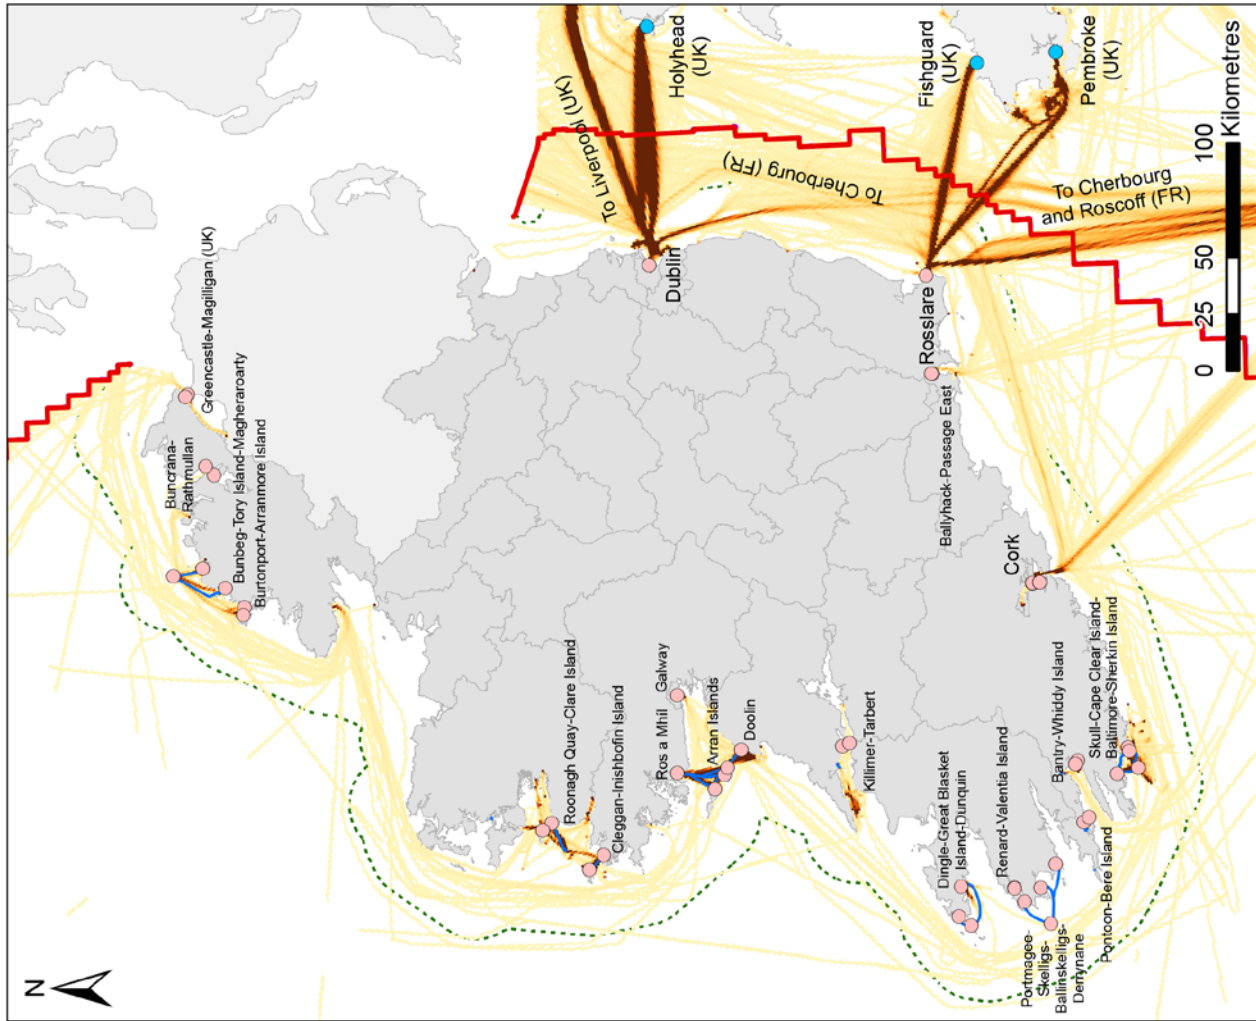 N
Greencastle-Magilligan (UK)
Buncrana-
Rathmullan
Bunbeg-Tory Island-Magheraroarty
Burtonport-Arranmore Island
Roonagh Quay-Clare Island
Cleggan-Inishbofin Island
Ros a Mhil
Galway
Arran Islands
Doolin
Killimer-Tarbert
Dingle-Great Blasket
Island-Dunquin
Renard-Valentia Island
Portmagee-
Skelligs-
Ballinskelligs-
Derrynane
Pontoon-Bere Island
Bantry-Whiddy Island
Skull-Cape Clear Island-
Baltimore-Sherkin Island
Cork
Ballyhack-Passage East
Rosslare
Dublin
To Liverpool (UK)
Holyhead
(UK)
To Cherbourg (FR)
Fishguard
(UK)
Pembroke
(UK)
To Cherbourg
and Roscoff (FR)
0 25 50 100
Kilometres